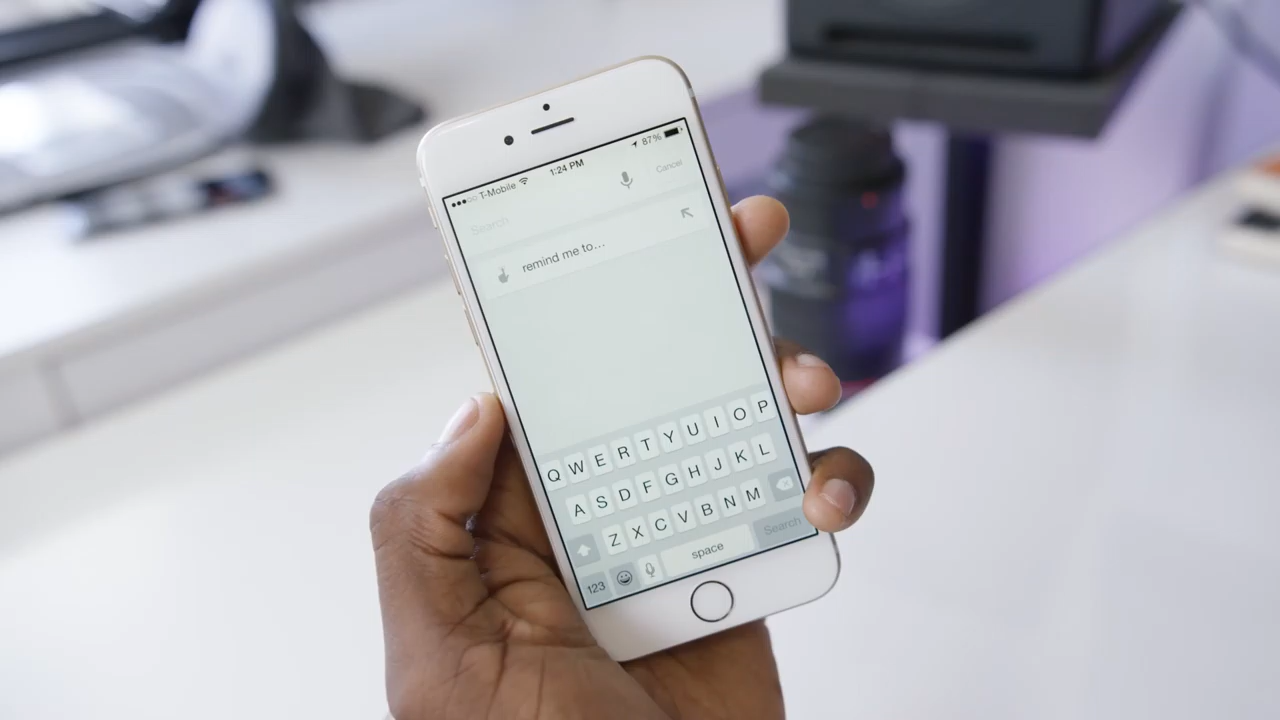 T-Mobile 1:24 PM 87%
Search Cancel
remind me to...
Q W E R T Y U I O P
A S D F G H J K L
Z X C V B N M
123 space Search